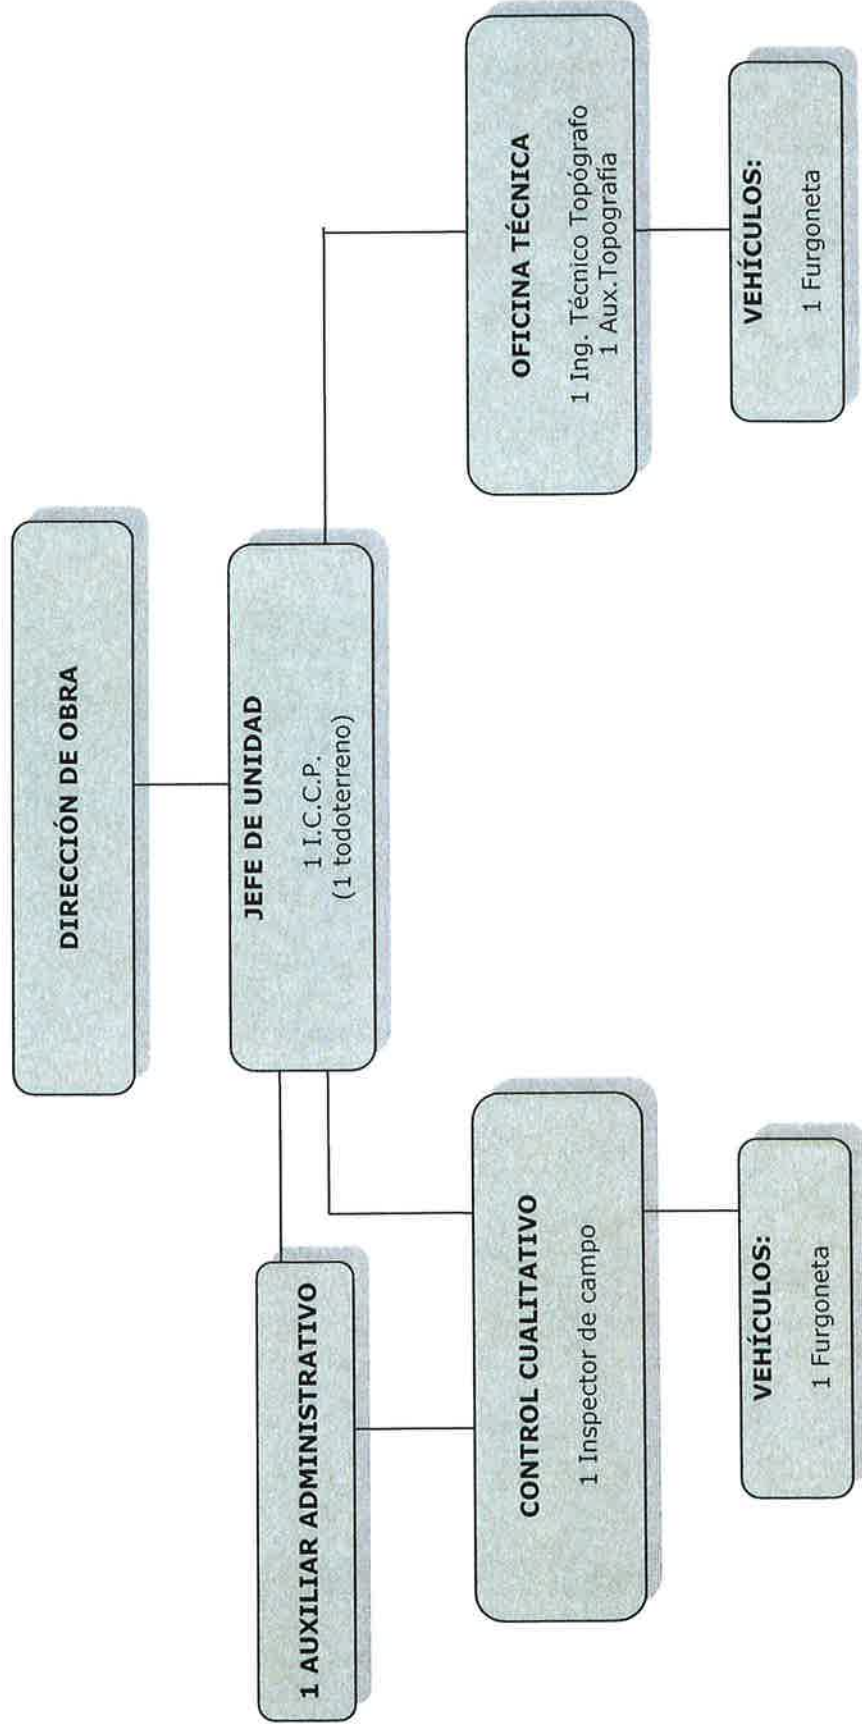 DIRECCIÓN DE OBRA
JEFE DE UNIDAD
1 I.C.C.P.
(1 todoterreno)
1 AUXILIAR ADMINISTRATIVO
CONTROL CUALITATIVO
1 Inspector de campo
VEHÍCULOS:
1 Furgoneta
OFICINA TÉCNICA
1 Ing. Técnico Topógrafo
1 Aux.Topografía
VEHÍCULOS:
1 Furgoneta